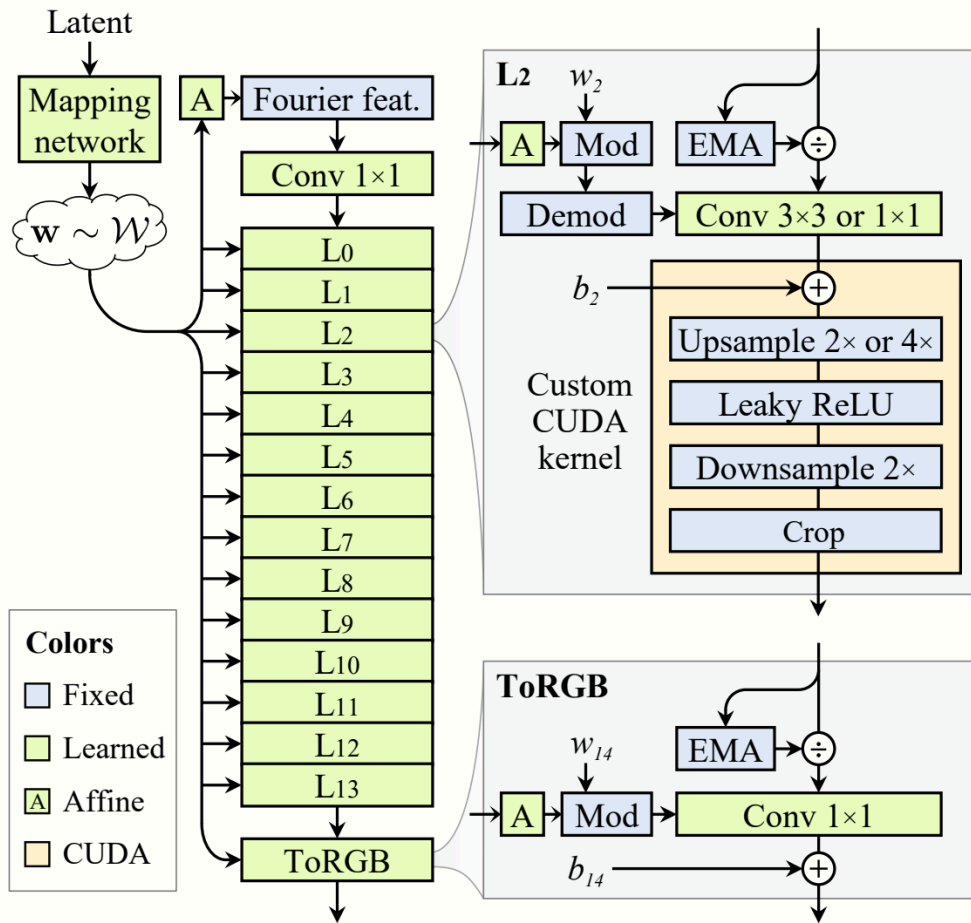 Latent
Mapping
network
w ~ W
A
Fourier feat.
Conv 1×1
L0
L1
L2
L3
L4
L5
L6
L7
L8
L9
L10
L11
L12
L13
ToRGB
Colors
Fixed
Learned
A Affine
CUDA
L2
w2
A
Mod
EMA
÷
Demod
Conv 3×3 or 1×1
b2
+
Upsample 2× or 4×
Leaky ReLU
Downsample 2×
Crop
Custom
CUDA
kernel
ToRGB
w14
EMA
÷
A
Mod
Conv 1×1
b14
+